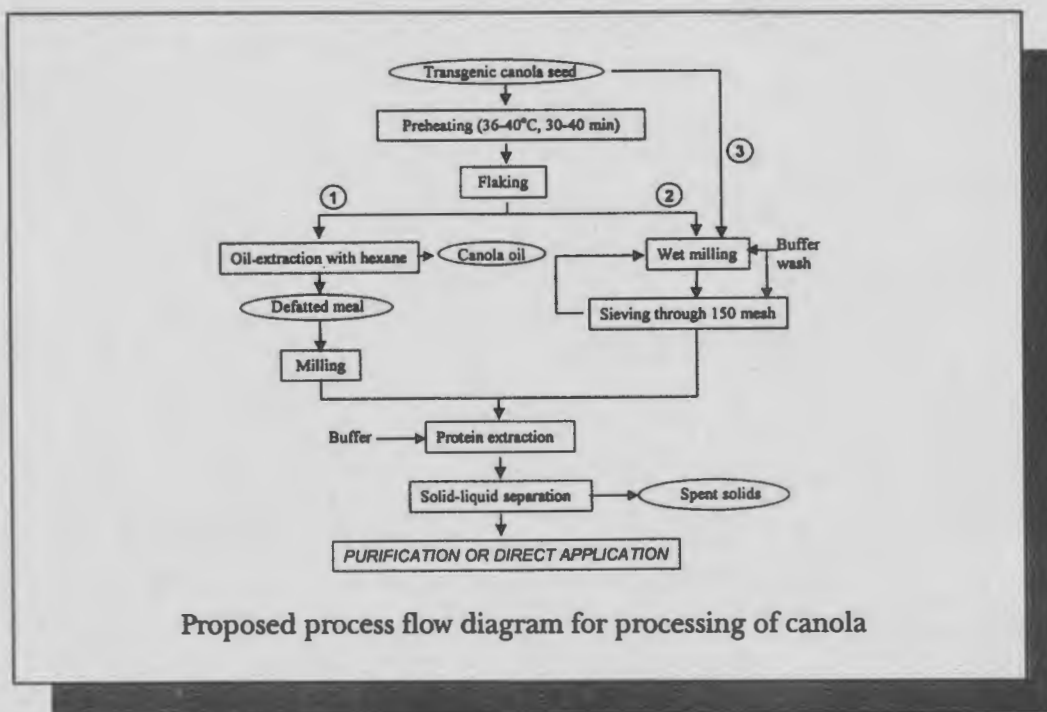 Transgenic canola seed
Preheating (36-40°C, 30-40 min)
3
Flaking
1
2
Oil-extraction with hexane
Canola oil
Wet milling
Buffer
wash
Defatted meal
Sieving through 150 mesh
Milling
Buffer
Protein extraction
Solid-liquid separation
Spent solids
PURIFICATION OR DIRECT APPLICATION
Proposed process flow diagram for processing of canola